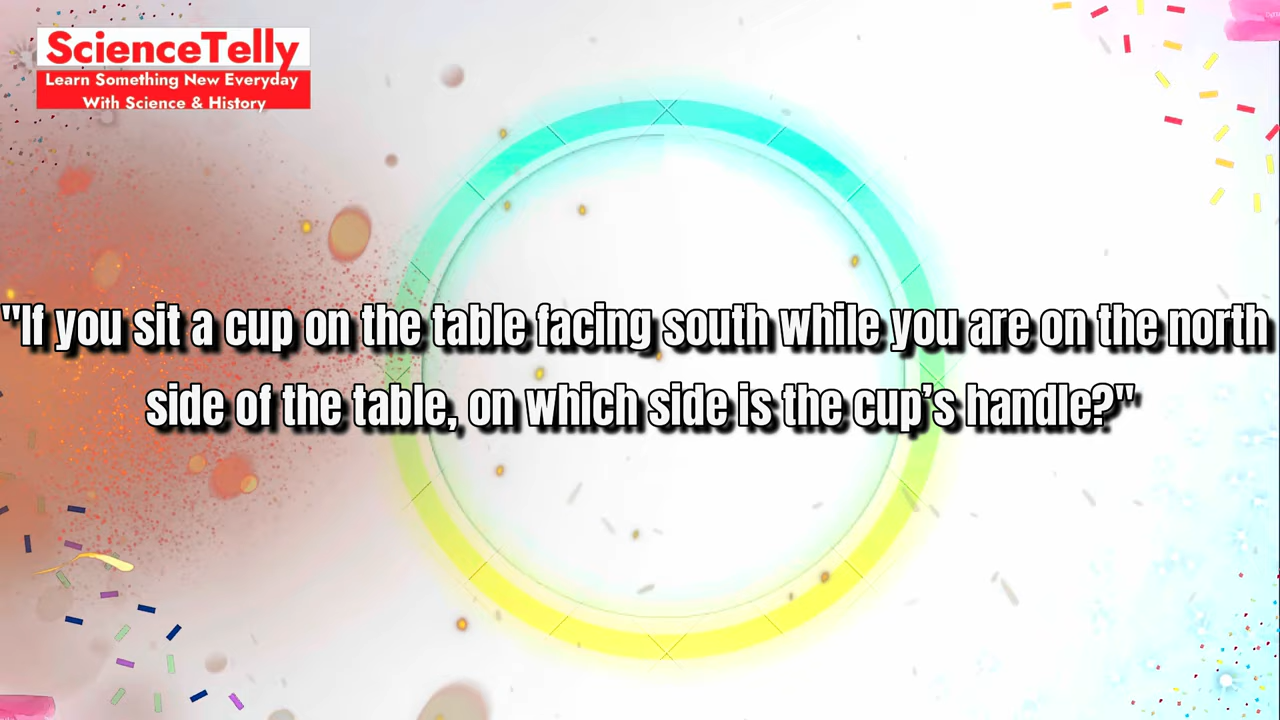 ScienceTelly
Learn Something New Everyday
With Science & History
"If you sit a cup on the table facing south while you are on the north
side of the table, on which side is the cup’s handle?"